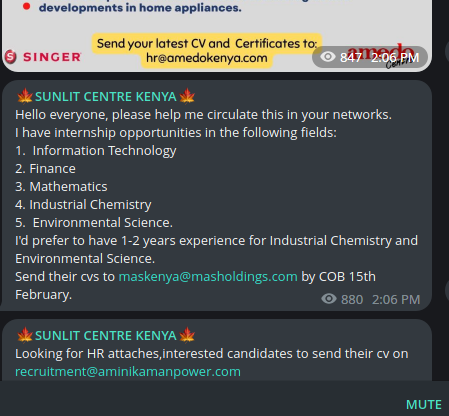 developments in home appliances.
SINGER
Send your latest CV and Certificates to:
hr@amedokenya.com
amedo
847 2:06 PM
SUNLIT CENTRE KENYA
Hello everyone, please help me circulate this in your networks.
I have internship opportunities in the following fields:
1. Information Technology
2. Finance
3. Mathematics
4. Industrial Chemistry
5. Environmental Science.
I'd prefer to have 1-2 years experience for Industrial Chemistry and
Environmental Science.
Send their cvs to maskenya@masholdings.com by COB 15th
February.
880 2:06 PM
SUNLIT CENTRE KENYA
Looking for HR attaches,interested candidates to send their cv on
recruitment@aminikamanpower.com
MUTE